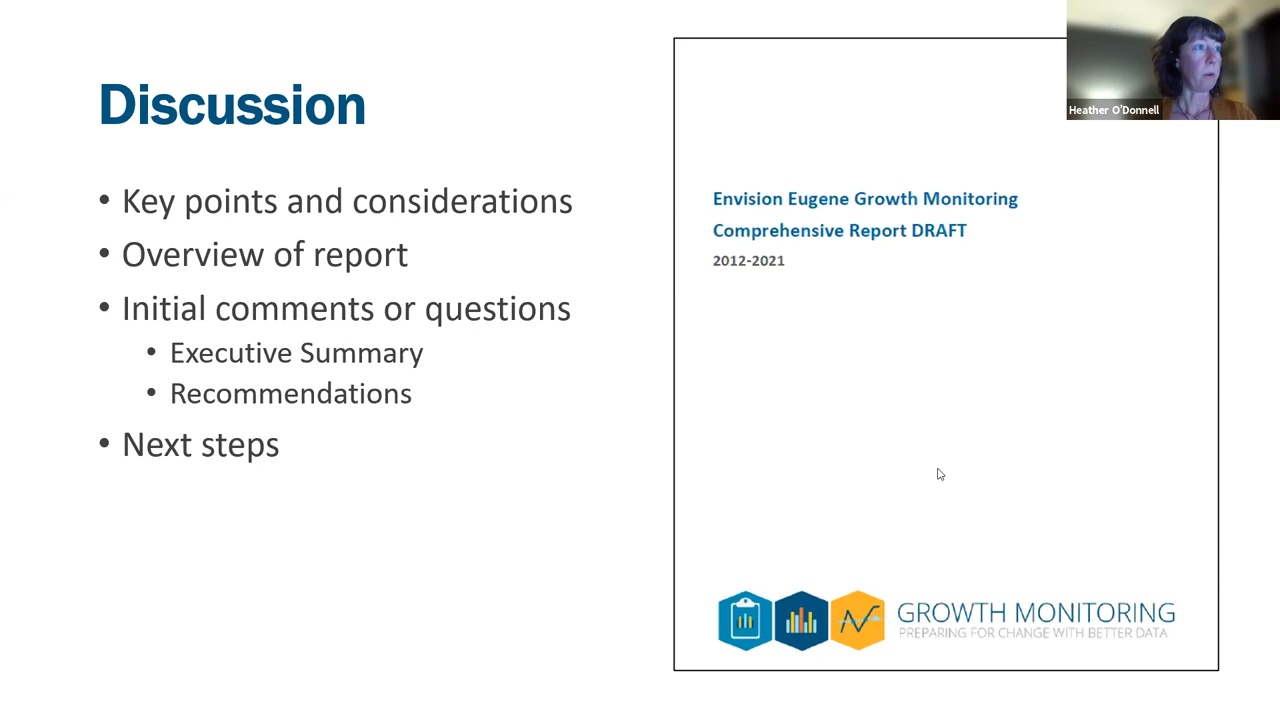 Discussion
• Key points and considerations
• Overview of report
• Initial comments or questions
• Executive Summary
• Recommendations
• Next steps
Heather O'Donnell
Envision Eugene Growth Monitoring
Comprehensive Report DRAFT
2012-2021
GROWTH MONITORING
PREPARING FOR CHANGE WITH BETTER DATA